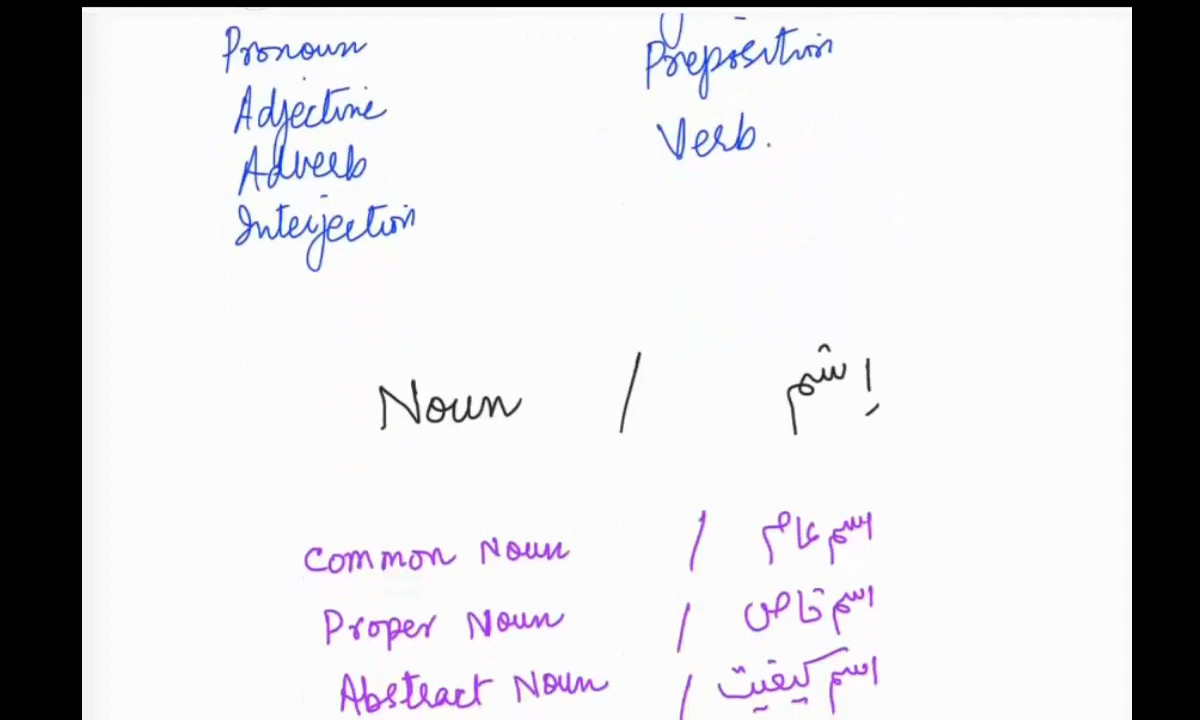 Pronoun
Adjective
Adverb
Interjection
Preposition
Verb.
Noun / اِسْم
Common Noun / اسم عام
Proper Noun / اسم خاص
Abstract Noun / اسم کیفیت